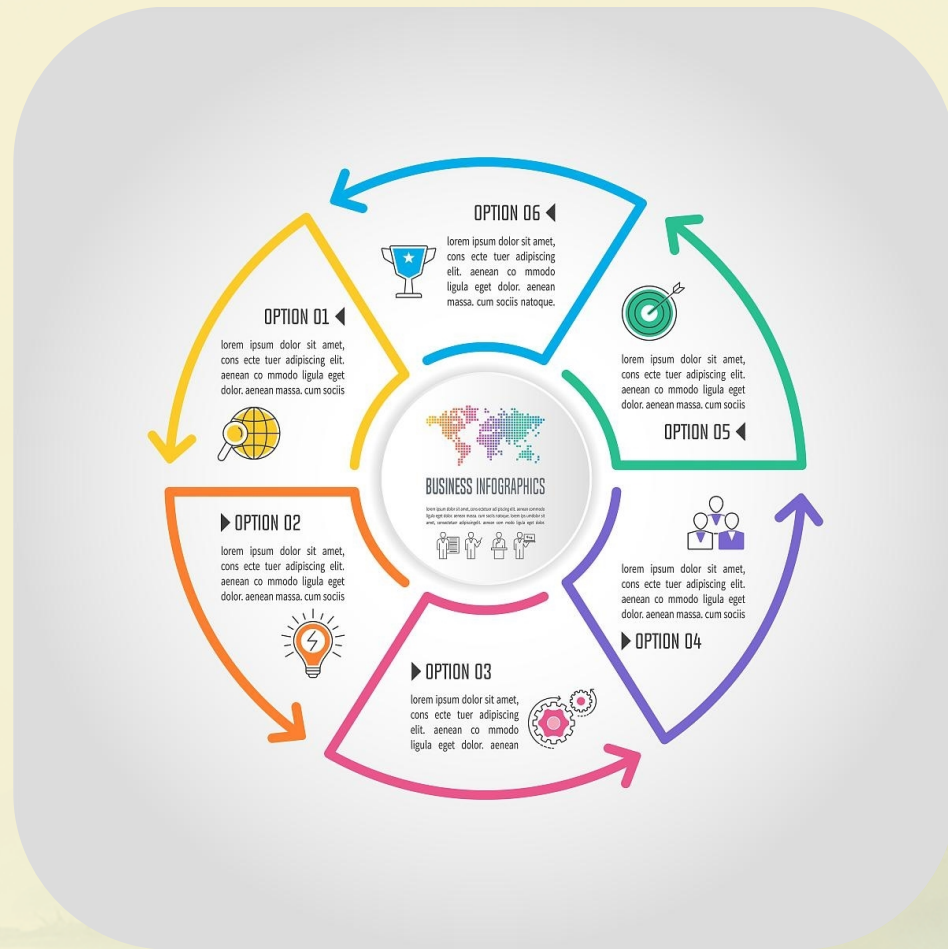 OPTION 06
lorem ipsum dolor sit amet,
cons ecte tuer adipiscing
elit. aenean co mmodo
ligula eget dolor. aenean
massa. cum sociis natoque.
OPTION 01
lorem ipsum dolor sit amet,
cons ecte tuer adipiscing elit.
aenean co mmodo ligula eget
dolor. aenean massa. cum sociis
lorem ipsum dolor sit amet,
cons ecte tuer adipiscing elit.
aenean co mmodo ligula eget
dolor. aenean massa. cum sociis
OPTION 05
BUSINESS INFOGRAPHICS
OPTION 02
lorem ipsum dolor sit amet,
cons ecte tuer adipiscing elit.
aenean co mmodo ligula eget
dolor. aenean massa. cum sociis
lorem ipsum dolor sit amet,
cons ecte tuer adipiscing elit.
aenean co mmodo ligula eget
dolor. aenean massa. cum sociis
OPTION 04
OPTION 03
lorem ipsum dolor sit amet,
cons ecte tuer adipiscing
elit. aenean co mmodo
ligula eget dolor. aenean